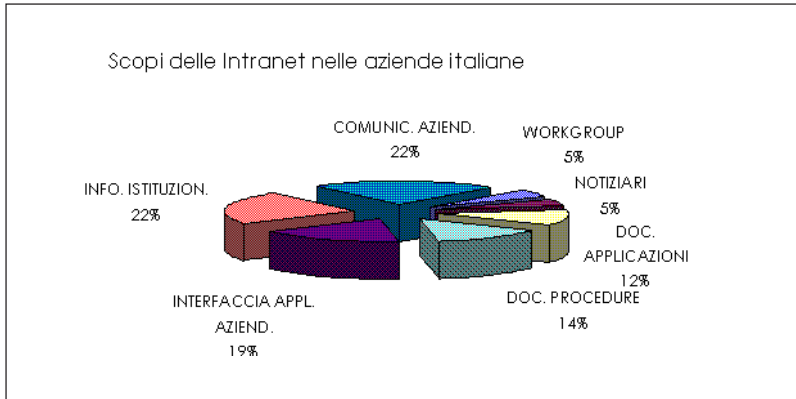 Scopi delle Intranet nelle aziende italiane
COMUNIC. AZIEND.
22%
WORKGROUP
5%
NOTIZIARI
5%
DOC.
APPLICAZIONI
12%
DOC. PROCEDURE
14%
INTERFACCIA APPL.
AZIEND.
19%
INFO. ISTITUZION.
22%